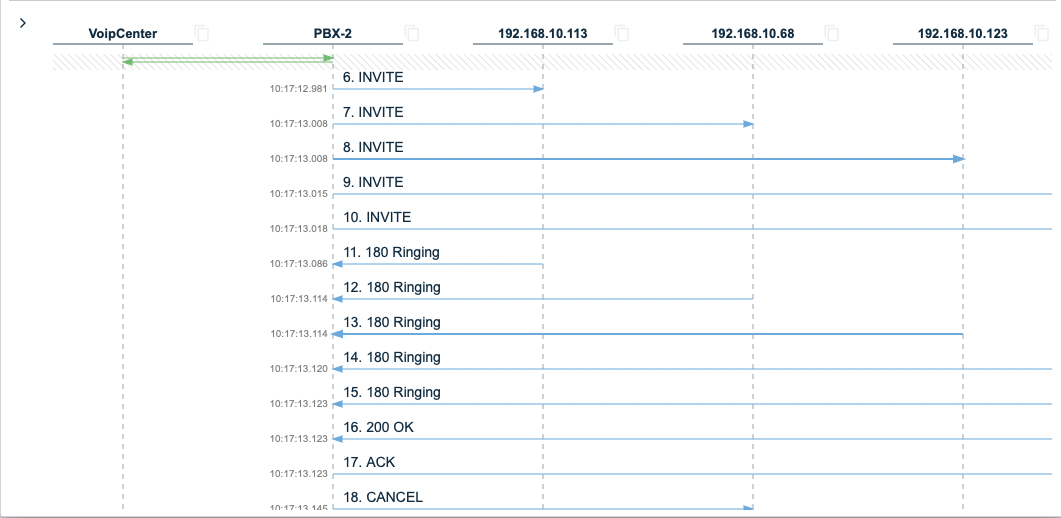 VoipCenter PBX-2 192.168.10.113 192.168.10.68 192.168.10.123
6. INVITE
10:17:12.981
7. INVITE
10:17:13.008
8. INVITE
10:17:13.008
9. INVITE
10:17:13.015
10. INVITE
10:17:13.018
11. 180 Ringing
10:17:13.086
12. 180 Ringing
10:17:13.114
13. 180 Ringing
10:17:13.114
14. 180 Ringing
10:17:13.120
15. 180 Ringing
10:17:13.123
16. 200 OK
10:17:13.123
17. ACK
10:17:13.123
18. CANCEL
10:17:13.145